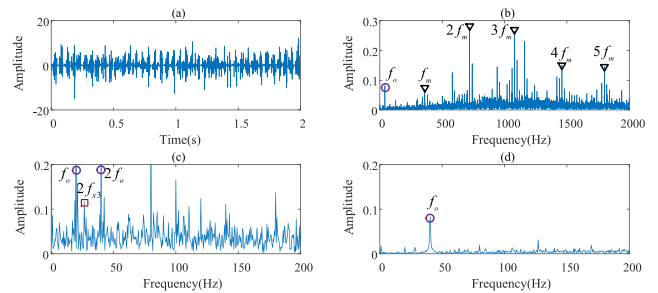 (a)
Amplitude
20
0
-20
0 0.5 1 1.5 2
Time(s)
(b)
Amplitude
0.3
0.2
0.1
0
f_o f_m 2f_m 3f_m 4f_m 5f_m
0 500 1000 1500 2000
Frequency(Hz)
(c)
Amplitude
0.2
0.1
0
f_o 2f_s3 2f_o
0 50 100 150 200
Frequency(Hz)
(d)
Amplitude
0.2
0.1
0
f_o
0 50 100 150 200
Frequency(Hz)